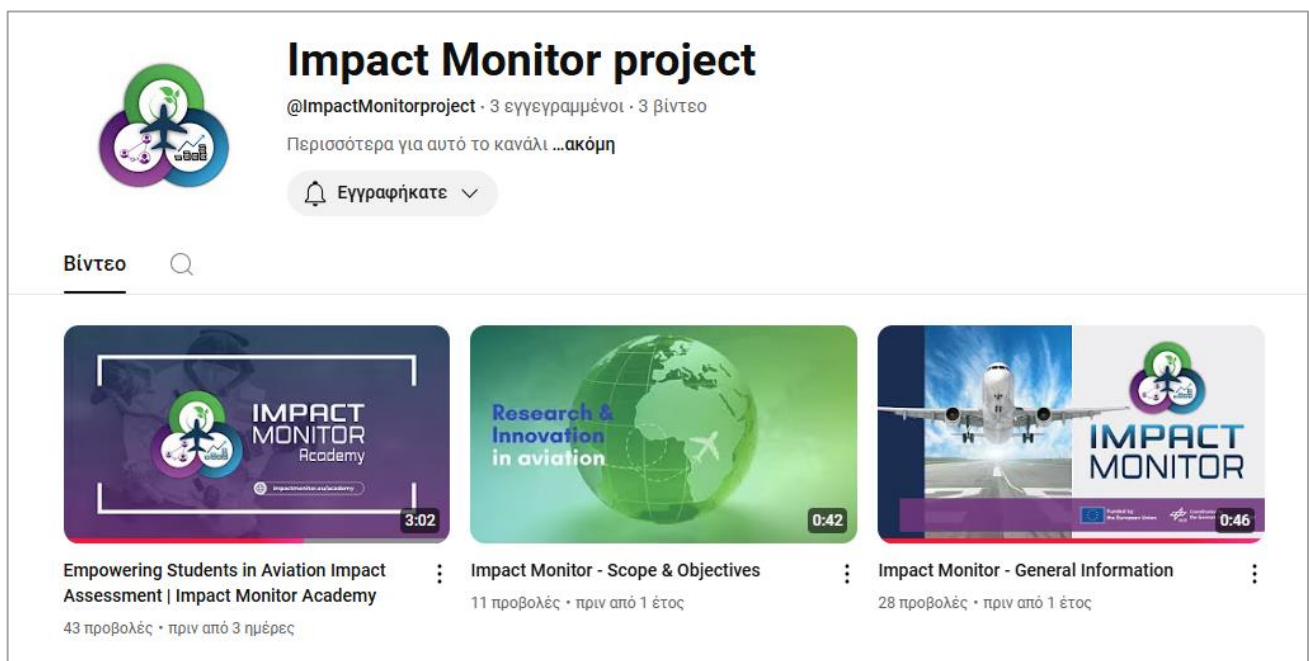 Impact Monitor project
@ImpactMonitorproject · 3 εγγεγραμμένοι · 3 βίντεο
Περισσότερα για αυτό το κανάλι ...ακόμη
Εγγραφήκατε
Βίντεο
IMPACT
MONITOR
Academy
impactmonitor.eu/academy
3:02
Research &
Innovation
in aviation
0:42
IMPACT
MONITOR
Funded by
the European Union
0:46
Empowering Students in Aviation Impact
Assessment | Impact Monitor Academy
43 προβολές • πριν από 3 ημέρες
Impact Monitor - Scope & Objectives
11 προβολές • πριν από 1 έτος
Impact Monitor - General Information
28 προβολές • πριν από 1 έτος